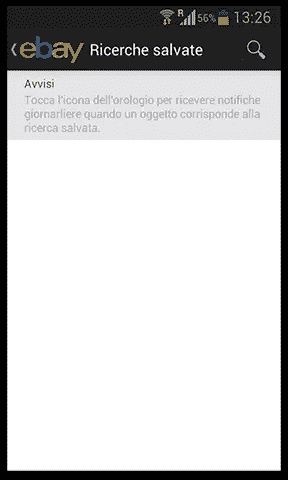 R 56% 13:26
ebay Ricerche salvate
Avvisi
Tocca l'icona dell'orologio per ricevere notifiche
giornarliere quando un oggetto corrisponde alla
ricerca salvata.